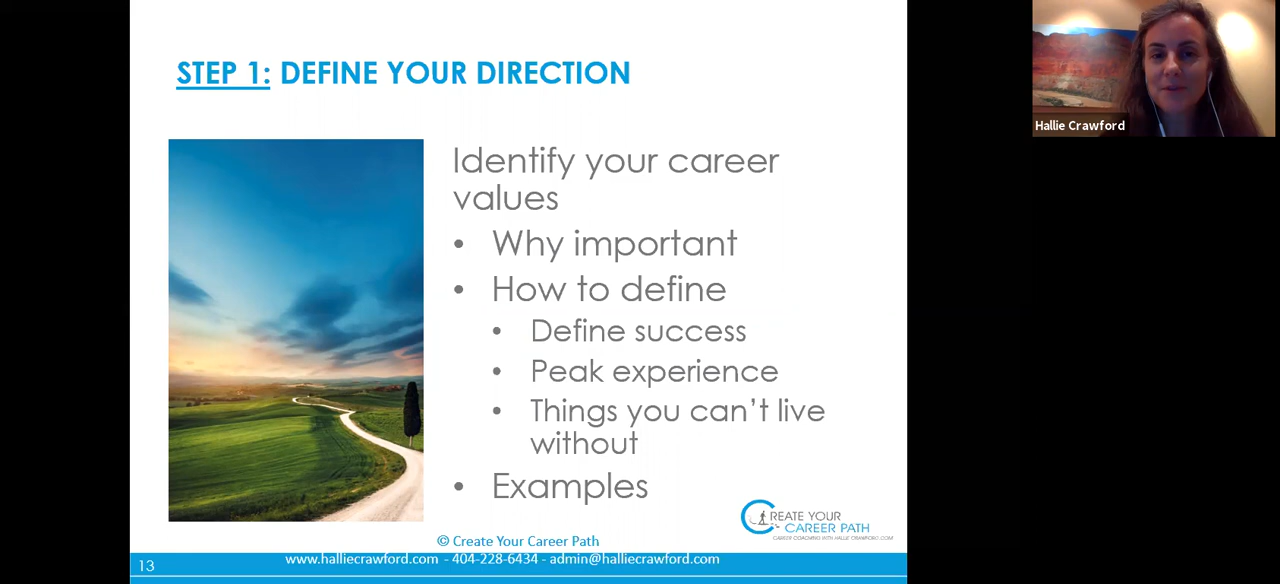 STEP 1: DEFINE YOUR DIRECTION
Hallie Crawford
Identify your career
values
• Why important
• How to define
• Define success
• Peak experience
• Things you can’t live
without
• Examples
REATE YOUR
CAREER PATH
CAREER COACHING WITH HALLIE CRAWFORD.COM
© Create Your Career Path
www.halliecrawford.com - 404-228-6434 - admin@halliecrawford.com
13